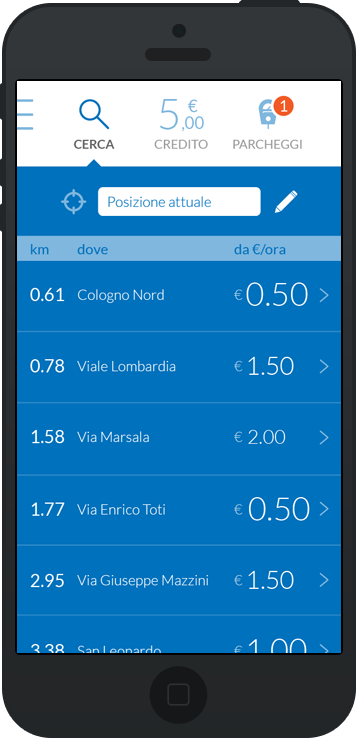 1
5 €
,00
CERCA CREDITO PARCHEGGI
Posizione attuale
km dove da €/ora
0.61 Cologno Nord € 0.50
0.78 Viale Lombardia € 1.50
1.58 Via Marsala € 2.00
1.77 Via Enrico Toti € 0.50
2.95 Via Giuseppe Mazzini € 1.50
3.38 San Leonardo € 1.00